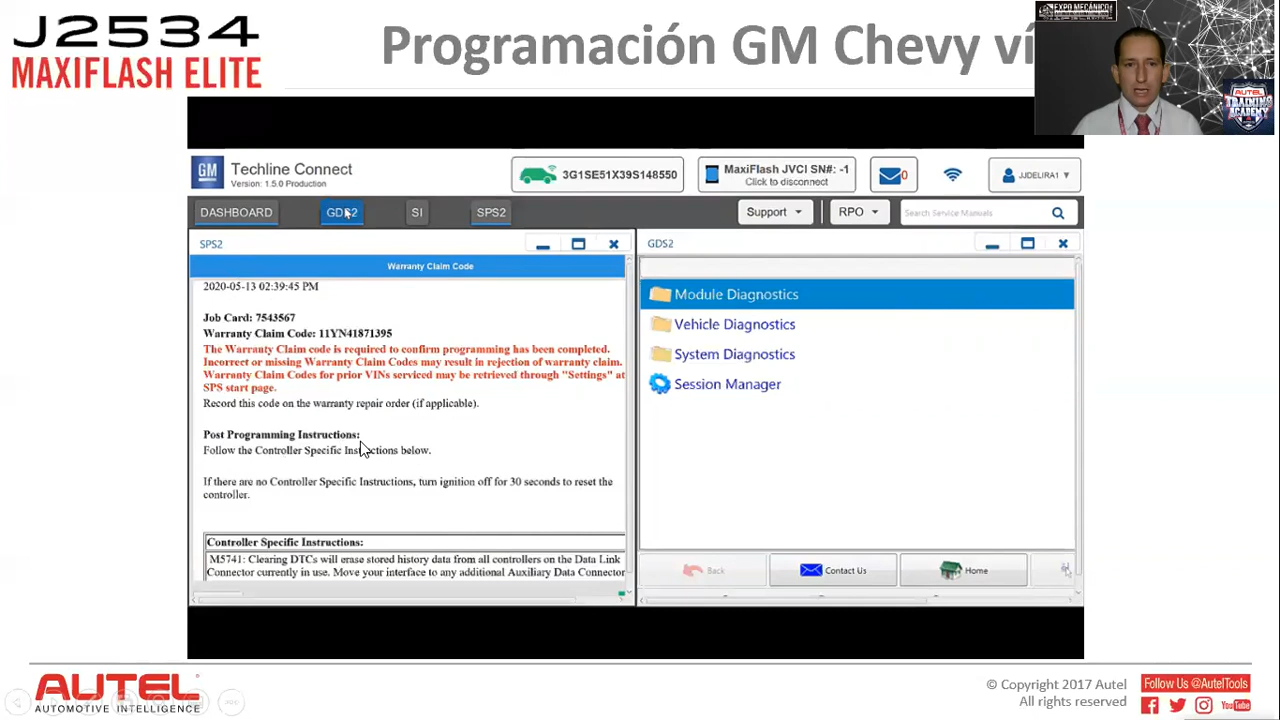 J2534
MAXIFLASH ELITE
Programación GM Chevy ví
EXPO MECÁNICO
AUTEL
TRAINING
ACADEMY
GM
Techline Connect
Version: 1.5.0 Production
3G1SE51X39S148550
MaxiFlash JVCI SN#: -1
Click to disconnect
0
JJDELIRA1
DASHBOARD
GDS2
SI
SPS2
Support
RPO
Search Service Manuals
SPS2
Warranty Claim Code
2020-05-13 02:39:45 PM
Job Card: 7543567
Warranty Claim Code: 11YN41871395
The Warranty Claim code is required to confirm programming has been completed.
Incorrect or missing Warranty Claim Codes may result in rejection of warranty claim.
Warranty Claim Codes for prior VINs serviced may be retrieved through "Settings" at
SPS start page.
Record this code on the warranty repair order (if applicable).
Post Programming Instructions:
Follow the Controller Specific Instructions below.
If there are no Controller Specific Instructions, turn ignition off for 30 seconds to reset the
controller.
Controller Specific Instructions:
M5741: Clearing DTCs will erase stored history data from all controllers on the Data Link
Connector currently in use. Move your interface to any additional Auxiliary Data Connector
GDS2
Module Diagnostics
Vehicle Diagnostics
System Diagnostics
Session Manager
Back
Contact Us
Home
AUTEL
AUTOMOTIVE INTELLIGENCE
© Copyright 2017 Autel
All rights reserved
Follow Us @AutelTools
YouTube